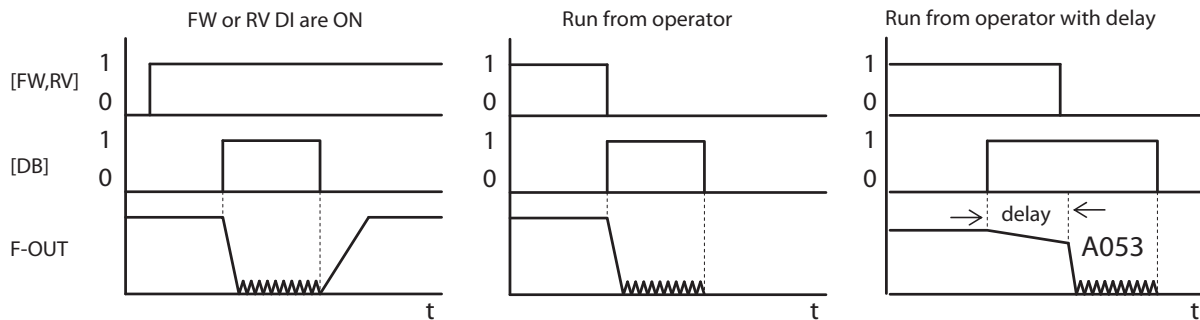 FW or RV DI are ON
Run from operator
Run from operator with delay
[FW,RV]
1
0
1
0
1
0
[DB]
1
0
1
0
1
0
F-OUT
delay
A053
t
t
t